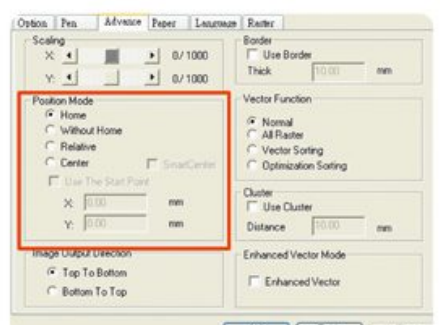 Option Pen Advance Paper Language Raster
Scaling
X: 0/1000
Y: 0/1000
Position Mode
Home
Without Home
Relative
Center SmartCenter
Use The Start Point
X: 0.00 mm
Y: 0.00 mm
Image Output Direction
Top To Bottom
Bottom To Top
Border
Use Border
Thick 10.00 mm
Vector Function
Normal
All Raster
Vector Sorting
Optimization Sorting
Cluster
Use Cluster
Distance 10.00 mm
Enhanced Vector Mode
Enhanced Vector